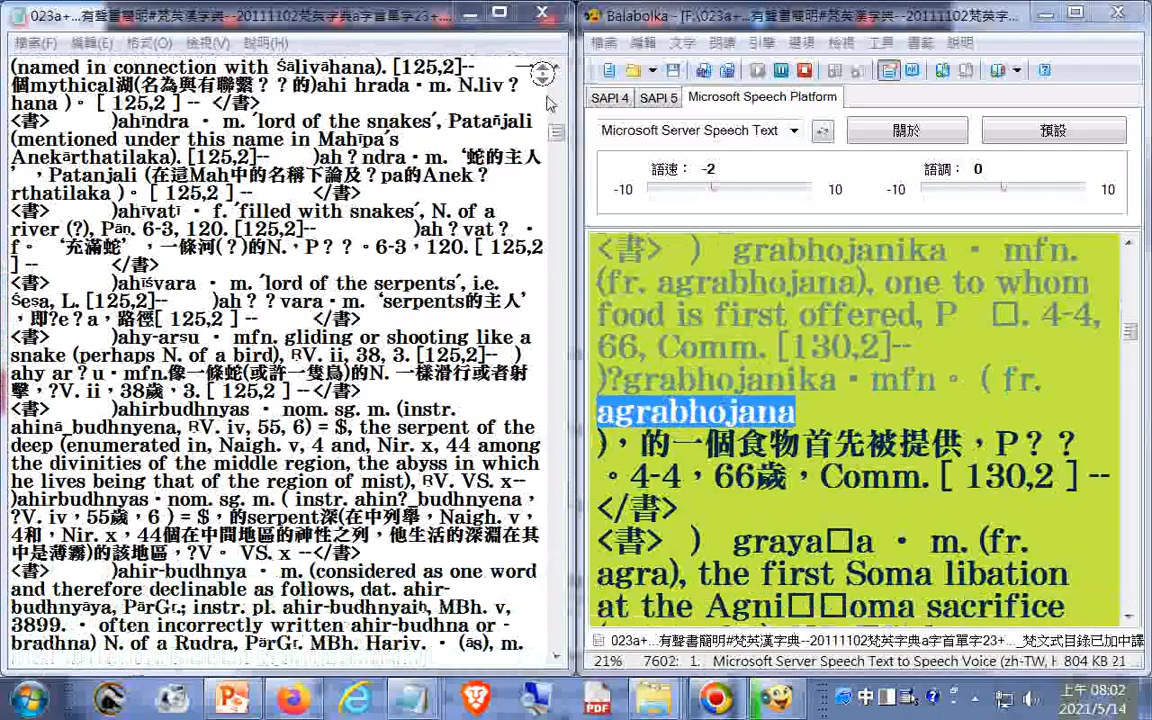 023a+...有聲書簡明#梵英漢字典--20111102梵英字典a字首單字23+...
檔案(F) 編輯(E) 格式(O) 檢視(V) 說明(H)
(named in connection with Śālivāhana). [125,2]--
個mythical湖(名為與有聯繫？？的)ahi hrada‧m. N.liv？
hana )。[ 125,2 ] -- </書>
<書> )ahīndra ‧ m. 'lord of the snakes', Patañjali
(mentioned under this name in Mahīpa's
Anekārthatilaka). [125,2]-- )ah？ndra‧m.‘蛇的主人
’，Patanjali (在這Mah中的名稱下論及？pa的Anek？
rthatilaka )。[ 125,2 ] -- </書>
<書> )ahīvatī ‧ f. 'filled with snakes', N. of a
river (?), Pāṇ. 6-3, 120. [125,2]-- )ah？vat？‧
f。‘充滿蛇’，一條河(？)的N.，P？？。6-3，120. [ 125,2
] -- </書>
<書> )ahīśvara ‧ m. 'lord of the serpents', i.e.
Śeṣa, L. [125,2]-- )ah？？vara‧m.‘serpents的主人’
，即?e？a，路徑[ 125,2 ] -- </書>
<書> )ahy-arṣu ‧ mfn. gliding or shooting like a
snake (perhaps N. of a bird), RV. ii, 38, 3. [125,2]-- )
ahy ar？u‧mfn.像一條蛇(或許一隻鳥)的N. 一樣滑行或者射
擊，?V. ii，38歲，3. [ 125,2 ] -- </書>
<書> )ahirbudhnyas ‧ nom. sg. m. (instr.
ahinā_budhnyena, RV. iv, 55, 6) = $, the serpent of the
deep (enumerated in, Naigh. v, 4 and, Nir. x, 44 among
the divinities of the middle region, the abyss in which
he lives being that of the region of mist), RV. VS. x--
)ahirbudhnyas‧nom. sg. m. ( instr. ahin?_budhnyena，
?V. iv，55歲，6 ) = $，的serpent深(在中列舉，Naigh. v，
4和，Nir. x，44個在中間地區的神性之列，他生活的深淵在其
中是薄霧)的該地區，?V。 VS. x --</書>
<書> )ahir-budhnya ‧ m. (considered as one word
and therefore declinable as follows, dat. ahir-
budhnyāya, PārGṛ.; instr. pl. ahir-budhnyaiḥ, MBh. v,
3899. ‧ often incorrectly written ahir-budhna or -
bradhna) N. of a Rudra, PārGṛ. MBh. Hariv. ‧ (ās), m.
Balabolka - [F:\023a+...有聲書簡明#梵英漢字典--20111102梵英字...
檔案 編輯 文字 朗讀 引擎 選項 檢視 工具 書籤 說明
SAPI 4 SAPI 5 Microsoft Speech Platform
Microsoft Server Speech Text 關於 預設
語速： -2 語調： 0
-10 10 -10 10
<書> ) grabhojanika ‧ mfn.
(fr. agrabhojana), one to whom
food is first offered, P □. 4-4,
66, Comm. [130,2]--
)?grabhojanika‧mfn。( fr.
agrabhojana
)，的一個食物首先被提供，P？？
。4-4，66歲，Comm. [ 130,2 ] --
</書>
<書> ) graya□a ‧ m. (fr.
agra), the first Soma libation
at the Agni□□oma sacrifice
023a+...有聲書簡明#梵英漢字典--20111102梵英字典a字首單字23+..._梵文式目錄已加中譯
21% 7602: 1. Microsoft Server Speech Text to Speech Voice (zh-TW, H 804 KB 21
PDF
中
上午 08:02
2021/5/14